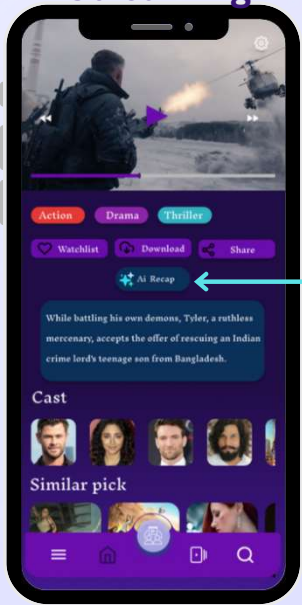 Action Drama Thriller
Watchlist Download Share
Ai Recap
While battling his own demons, Tyler, a ruthless
mercenary, accepts the offer of rescuing an Indian
crime lord's teenage son from Bangladesh.
Cast
Similar pick